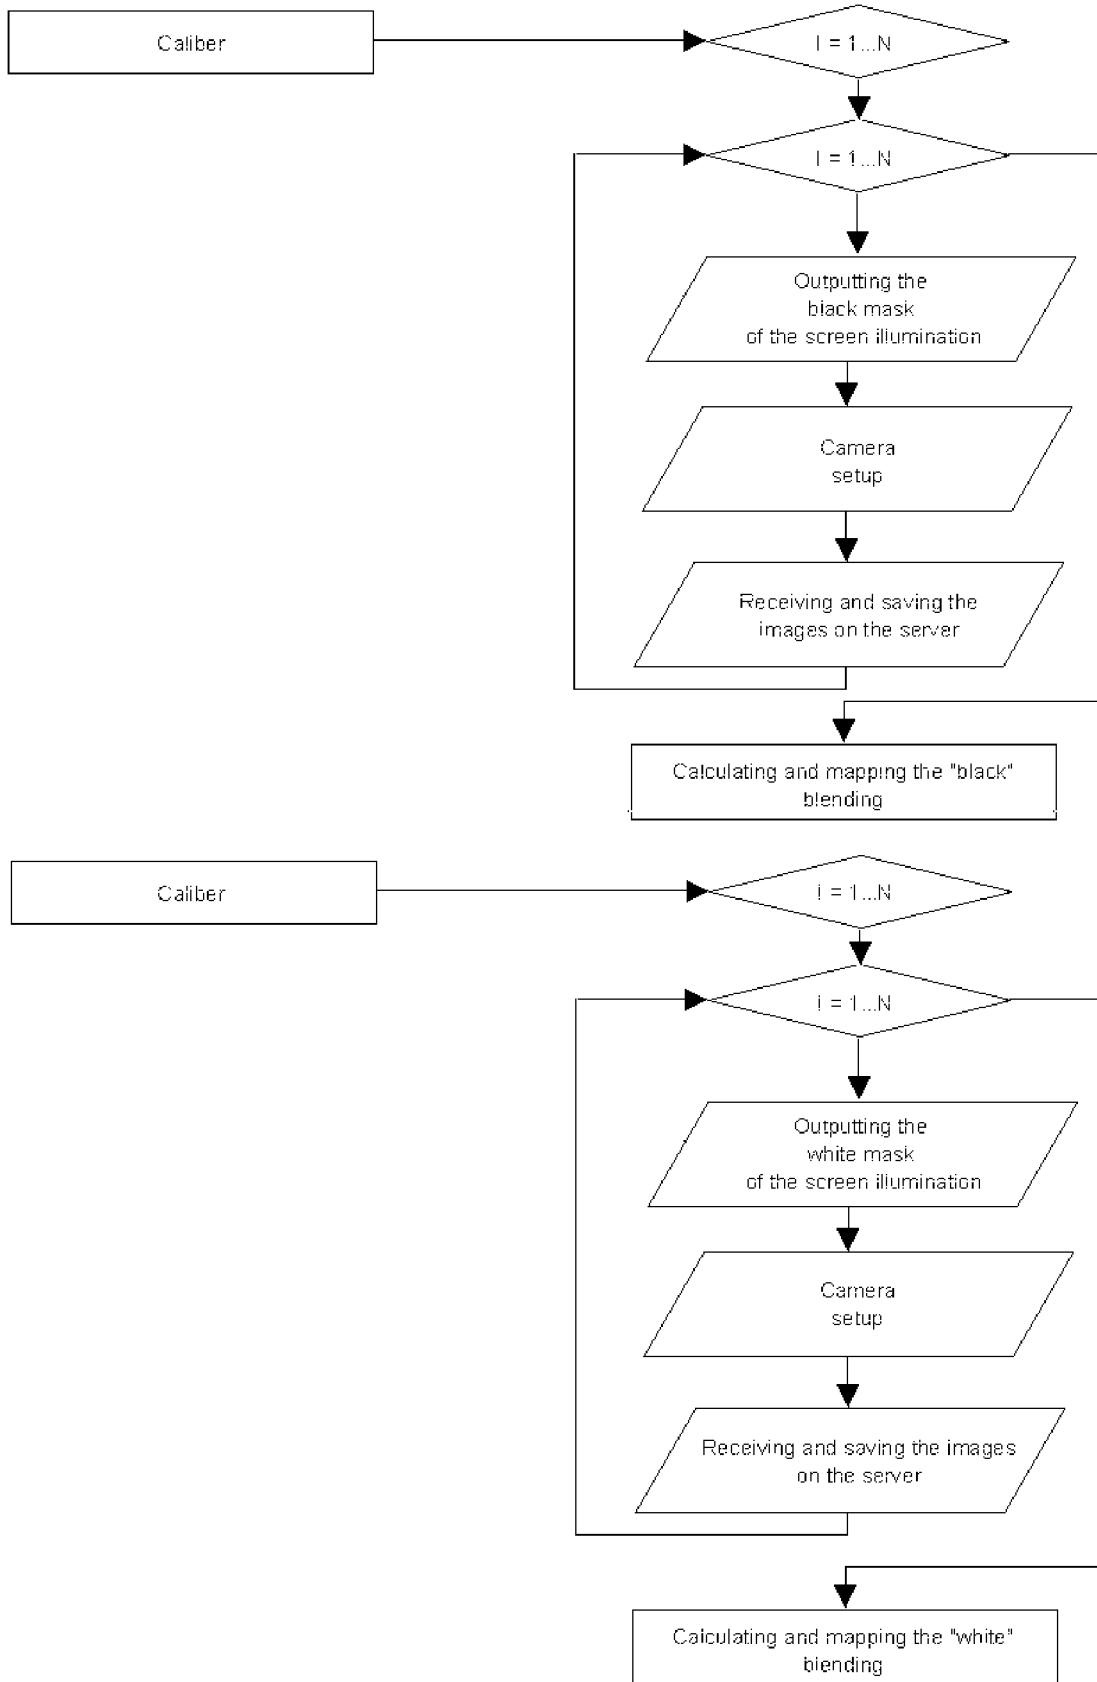 Caliber
I = 1...N
I = 1...N
Outputting the
black mask
of the screen illumination
Camera
setup
Receiving and saving the
images on the server
Calculating and mapping the "black"
blending
Caliber
i = 1...N
i = 1...N
Outputting the
white mask
of the screen illumination
Camera
setup
Receiving and saving the images
on the server
Calculating and mapping the "white"
blending